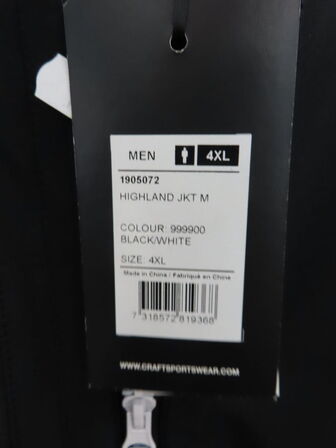 MEN 4XL
1905072
HIGHLAND JKT M
COLOUR: 999900
BLACK/WHITE
SIZE: 4XL
Made in China / Fabriqué en Chine
7 318572 819368
WWW.CRAFTSPORTSWEAR.COM